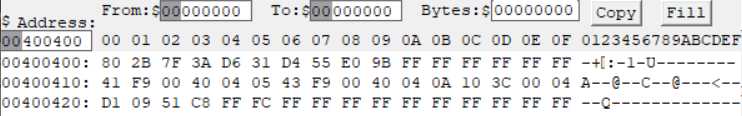 From:$00000000 To:$00000000 Bytes:$00000000 Copy Fill
$ Address:
00400400 00 01 02 03 04 05 06 07 08 09 0A 0B 0C 0D 0E 0F 0123456789ABCDEF
00400400: 80 2B 7F 3A D6 31 D4 55 E0 9B FF FF FF FF FF FF -+[:-1-U--------
00400410: 41 F9 00 40 04 05 43 F9 00 40 04 0A 10 3C 00 04 A--@--C--@---<--
00400420: D1 09 51 C8 FF FC FF FF FF FF FF FF FF FF FF FF --Q-------------